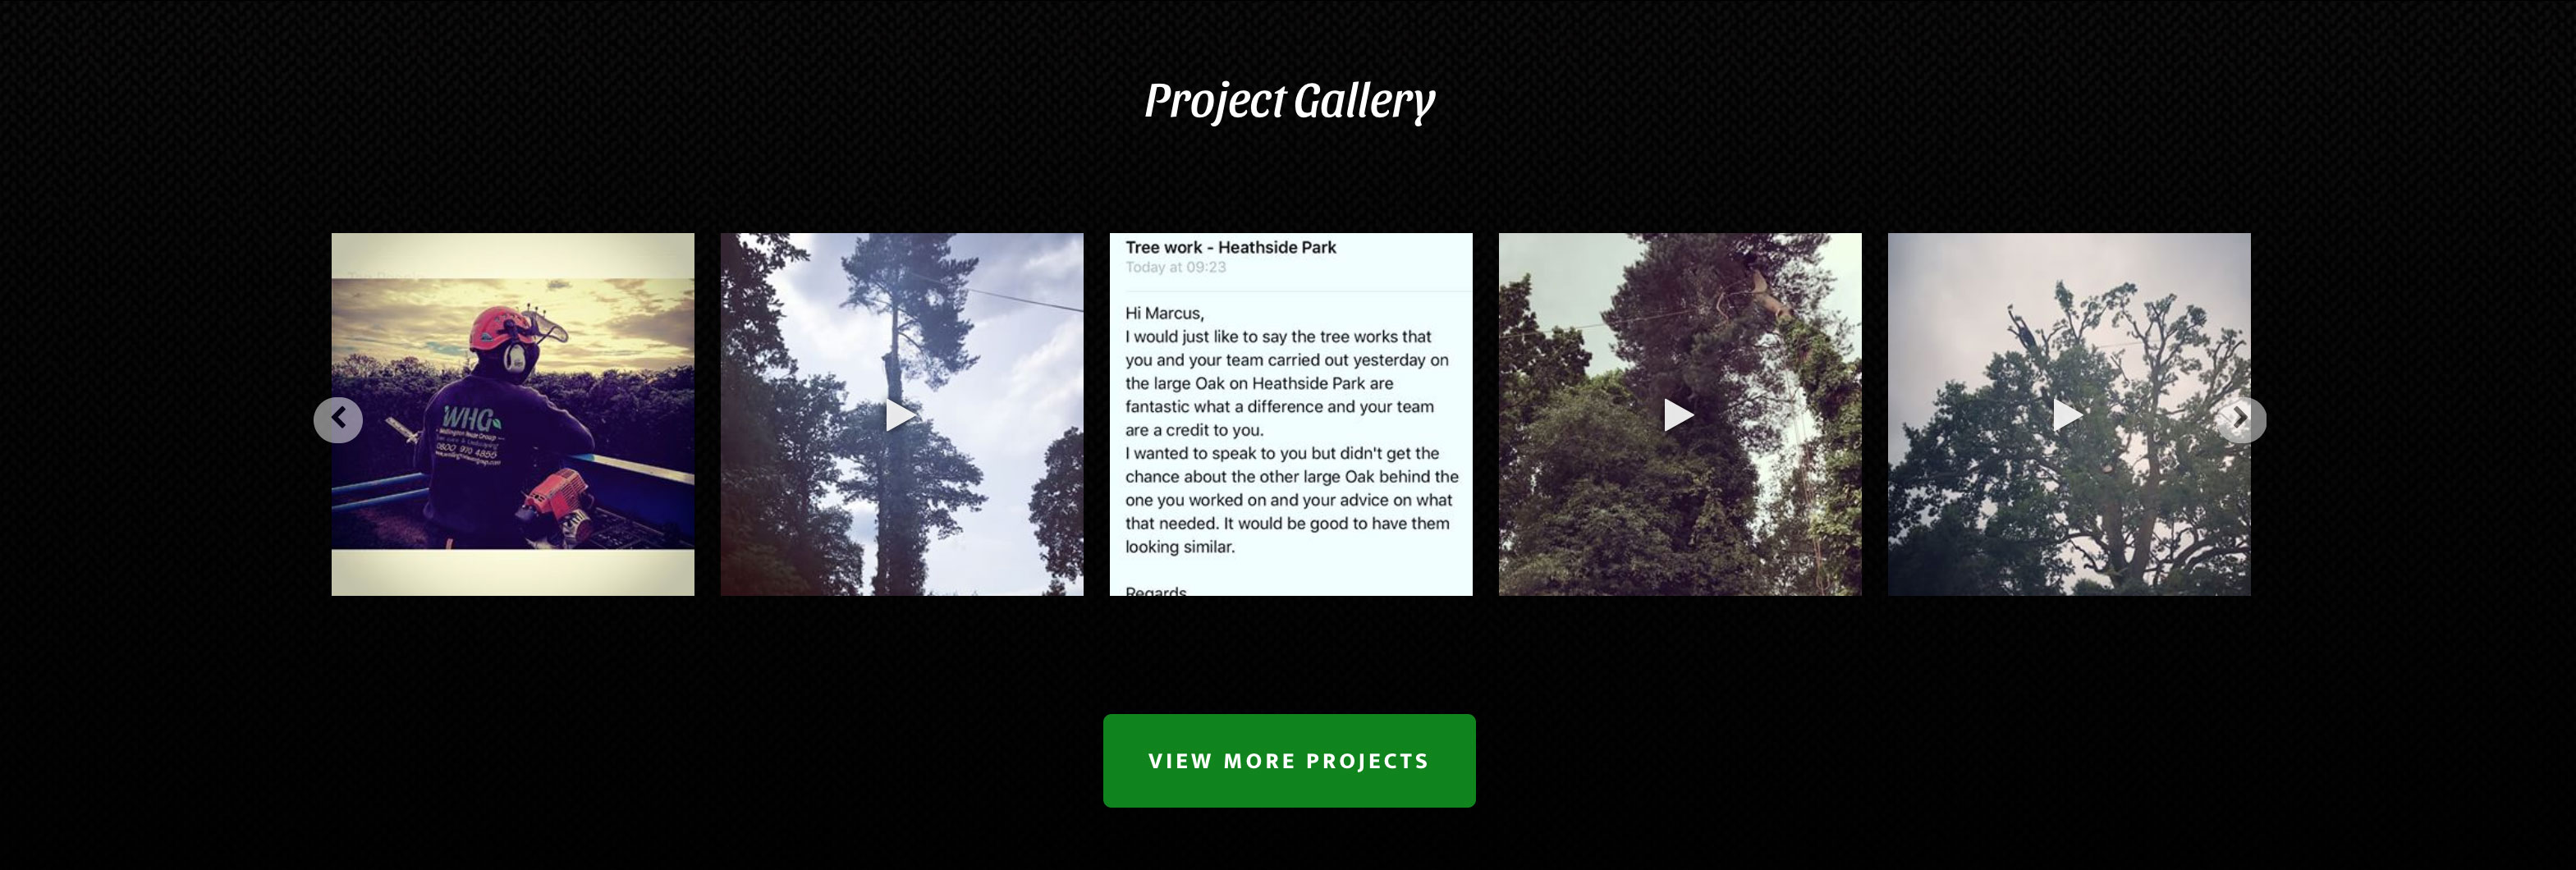 Project Gallery
WHG
0800 970 4855
Tree work - Heathside Park
Today at 09:23
Hi Marcus,
I would just like to say the tree works that
you and your team carried out yesterday on
the large Oak on Heathside Park are
fantastic what a difference and your team
are a credit to you.
I wanted to speak to you but didn't get the
chance about the other large Oak behind the
one you worked on and your advice on what
that needed. It would be good to have them
looking similar.
Regards
VIEW MORE PROJECTS